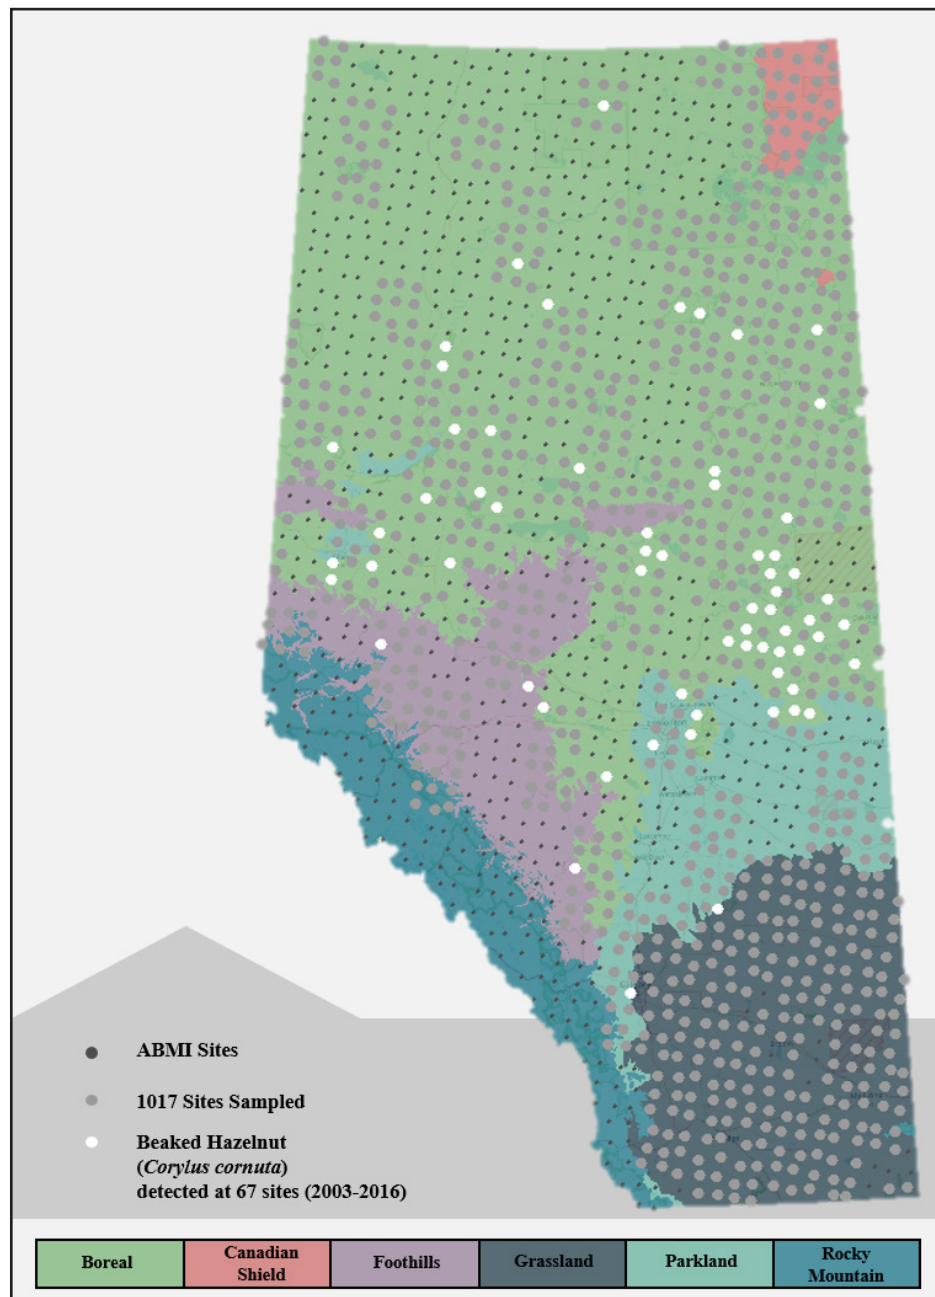 ABMI Sites
1017 Sites Sampled
Beaked Hazelnut
(Corylus cornuta)
detected at 67 sites (2003-2016)
Boreal
Canadian
Shield
Foothills
Grassland
Parkland
Rocky
Mountain